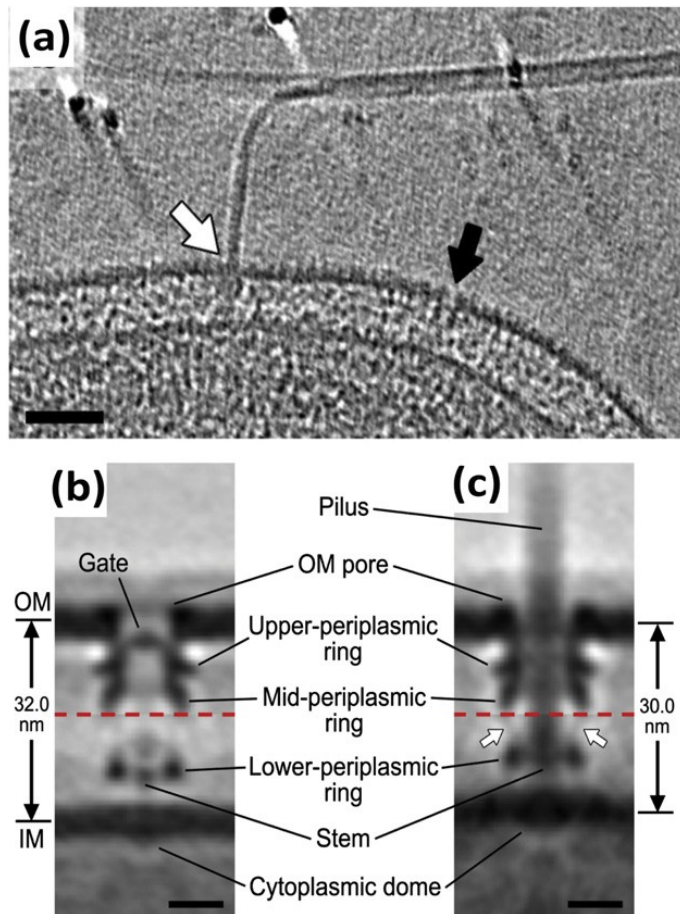 (a)
(b)
(c)
Pilus
Gate
OM pore
OM
Upper-periplasmic
ring
32.0
nm
Mid-periplasmic
ring
30.0
nm
Lower-periplasmic
ring
Stem
IM
Cytoplasmic dome